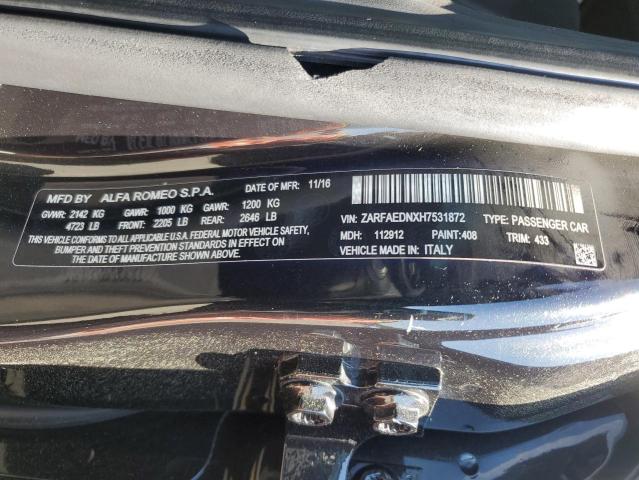 MFD BY ALFA ROMEO S.P.A. DATE OF MFR: 11/16
GVWR: 2142 KG GAWR: 1000 KG GAWR: 1200 KG
4723 LB FRONT: 2205 LB REAR: 2646 LB
THIS VEHICLE CONFORMS TO ALL APPLICABLE U.S.A. FEDERAL MOTOR VEHICLE SAFETY,
BUMPER AND THEFT PREVENTION STANDARDS IN EFFECT ON
THE DATE OF MANUFACTURE SHOWN ABOVE.
VIN: ZARFAEDNXH7531872 TYPE: PASSENGER CAR
MDH: 112912 PAINT:408 TRIM: 433
VEHICLE MADE IN: ITALY